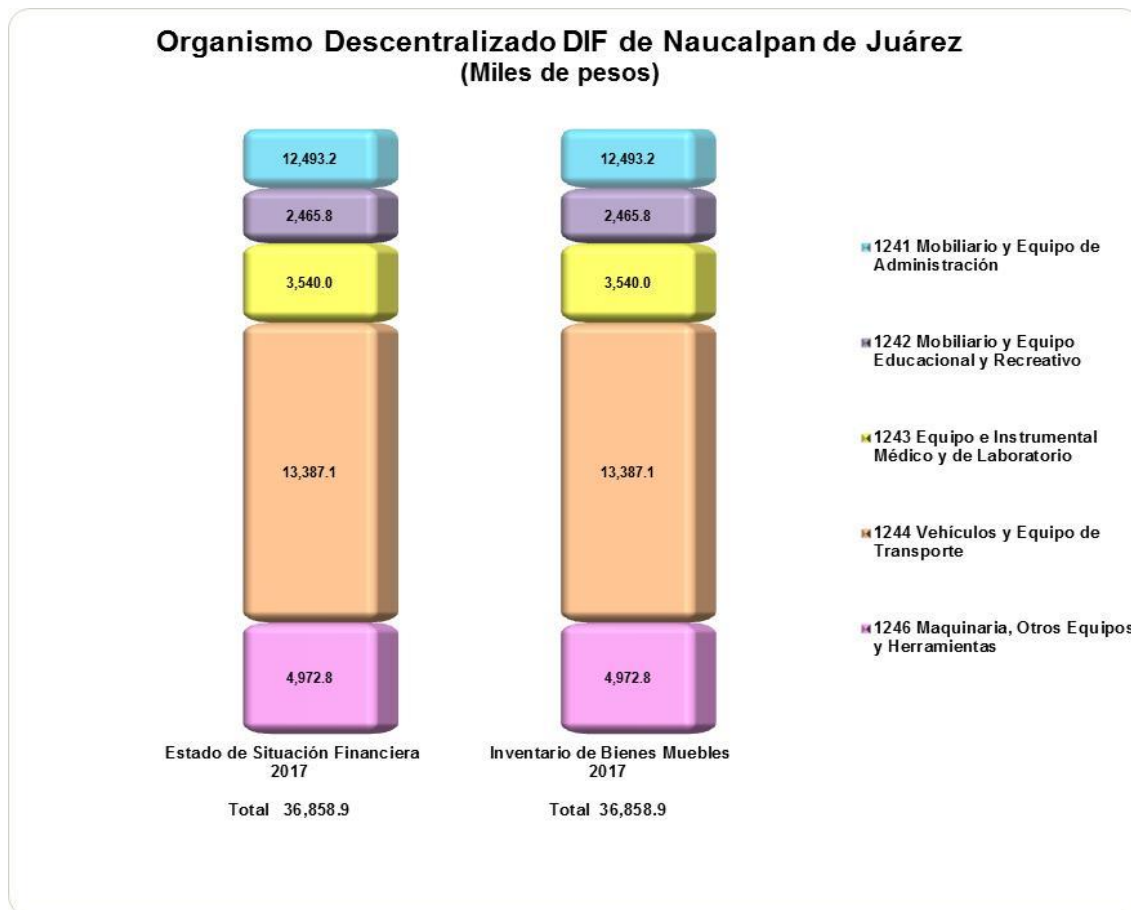 Organismo Descentralizado DIF de Naucalpan de Juárez
(Miles de pesos)
12,493.2
2,465.8
3,540.0
13,387.1
4,972.8
Estado de Situación Financiera
2017
Total 36,858.9
12,493.2
2,465.8
3,540.0
13,387.1
4,972.8
Inventario de Bienes Muebles
2017
Total 36,858.9
1241 Mobiliario y Equipo de
Administración
1242 Mobiliario y Equipo
Educacional y Recreativo
1243 Equipo e Instrumental
Médico y de Laboratorio
1244 Vehículos y Equipo de
Transporte
1246 Maquinaria, Otros Equipos
y Herramientas